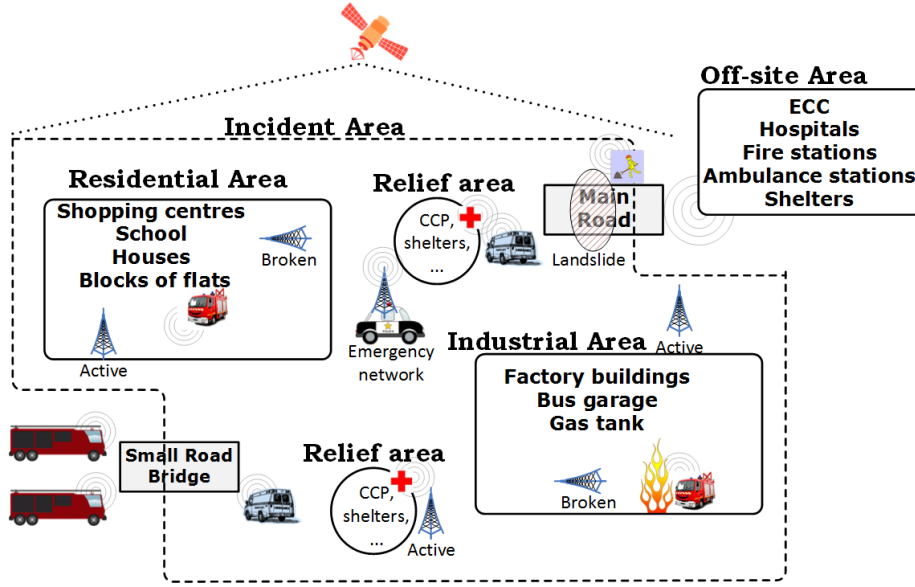 Off-site Area
ECC
Hospitals
Fire stations
Ambulance stations
Shelters
Incident Area
Residential Area
Shopping centres
School
Houses
Blocks of flats
Broken
Active
Relief area
CCP,
shelters,
...
Main
Road
Landslide
Emergency
network
Industrial Area
Active
Factory buildings
Bus garage
Gas tank
Broken
Small Road
Bridge
Relief area
CCP,
shelters,
...
Active